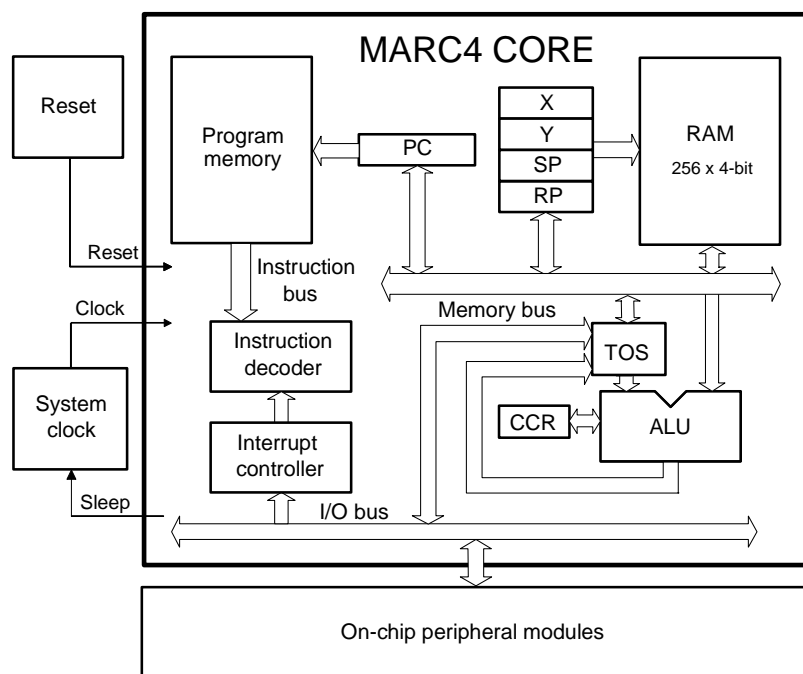 MARC4 CORE
Reset
Program
memory
PC
X
Y
SP
RP
RAM
256 x 4-bit
Reset
Instruction
bus
Clock
Memory bus
Instruction
decoder
TOS
System
clock
CCR
ALU
Interrupt
controller
Sleep
I/O bus
On-chip peripheral modules